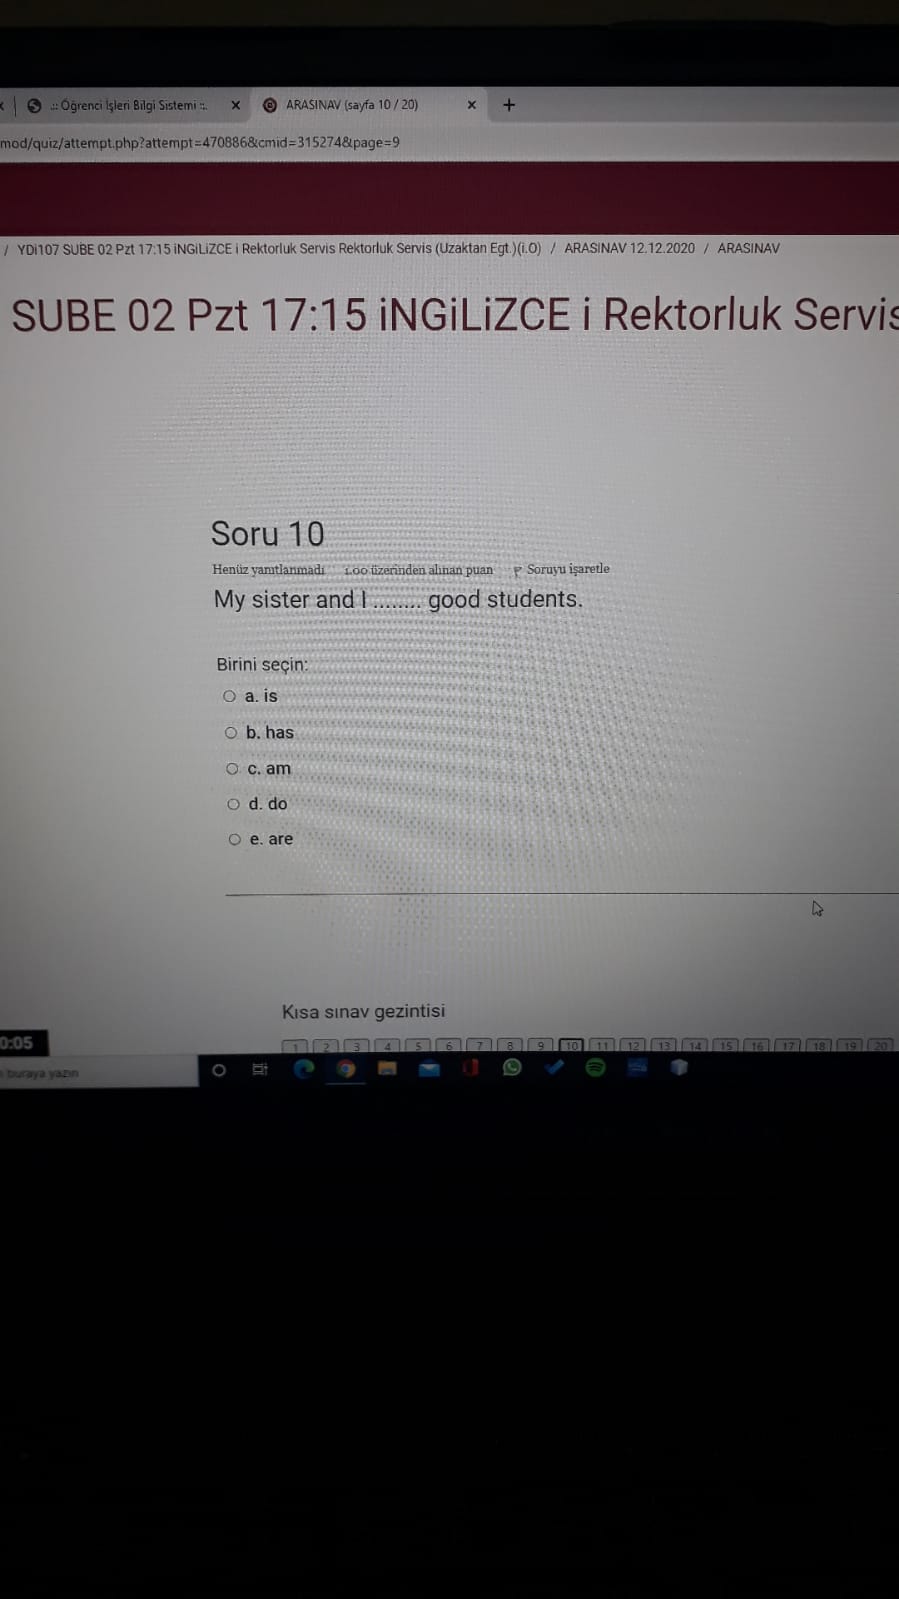 .:: Öğrenci İşleri Bilgi Sistemi ::. × ARASINAV (sayfa 10 / 20) × +
mod/quiz/attempt.php?attempt=470886&cmid=315274&page=9
/ YDİ107 SUBE 02 Pzt 17:15 iNGiLiZCE i Rektorluk Servis Rektorluk Servis (Uzaktan Egt.)(i.O) / ARASINAV 12.12.2020 / ARASINAV
SUBE 02 Pzt 17:15 iNGiLiZCE i Rektorluk Servis
Soru 10
Henüz yanıtlanmadı 1,00 üzerinden alınan puan Soruyu işaretle
My sister and I ........ good students.
Birini seçin:
a. is
b. has
c. am
d. do
e. are
Kısa sınav gezintisi
0:05
1 2 3 4 5 6 7 8 9 10 11 12 13 14 15 16 17 18 19 20
buraya yazın